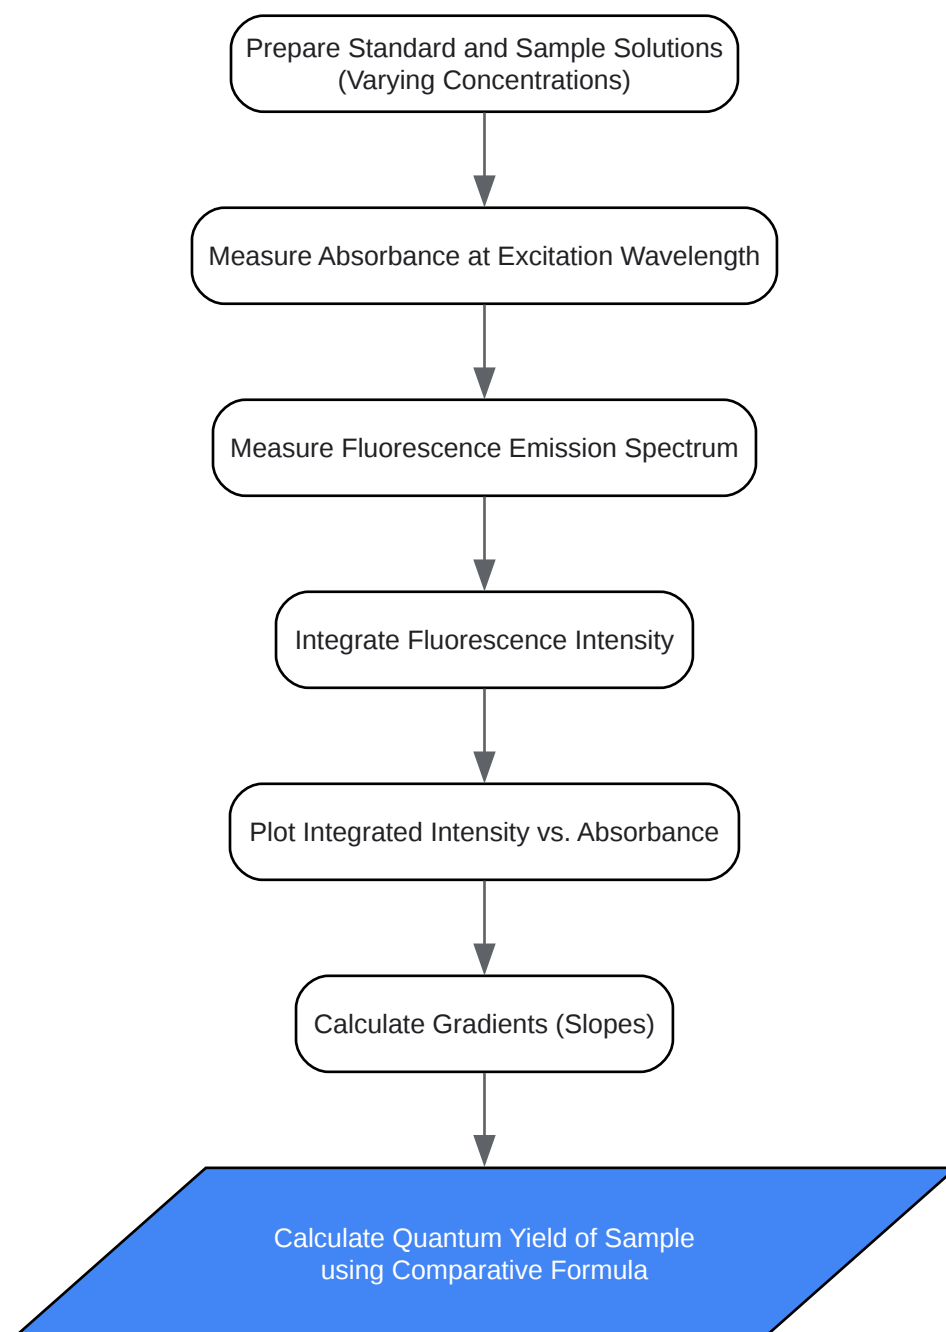 Prepare Standard and Sample Solutions
(Varying Concentrations)
Measure Absorbance at Excitation Wavelength
Measure Fluorescence Emission Spectrum
Integrate Fluorescence Intensity
Plot Integrated Intensity vs. Absorbance
Calculate Gradients (Slopes)
Calculate Quantum Yield of Sample
using Comparative Formula